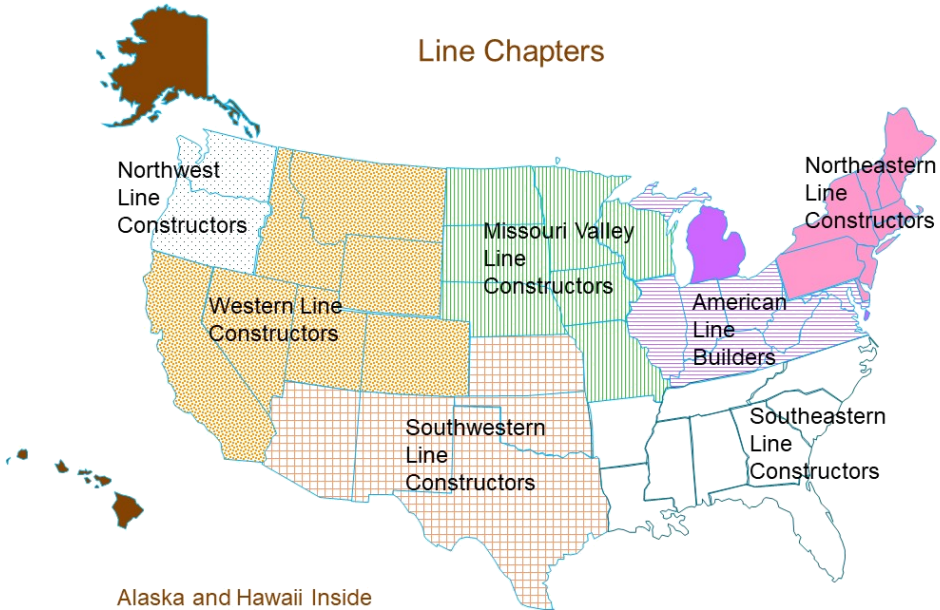 Line Chapters
Northwest
Line
Constructors
Northeastern
Line
Constructors
Missouri Valley
Line
Constructors
Western Line
Constructors
American
Line
Builders
Southwestern
Line
Constructors
Southeastern
Line
Constructors
Alaska and Hawaii Inside